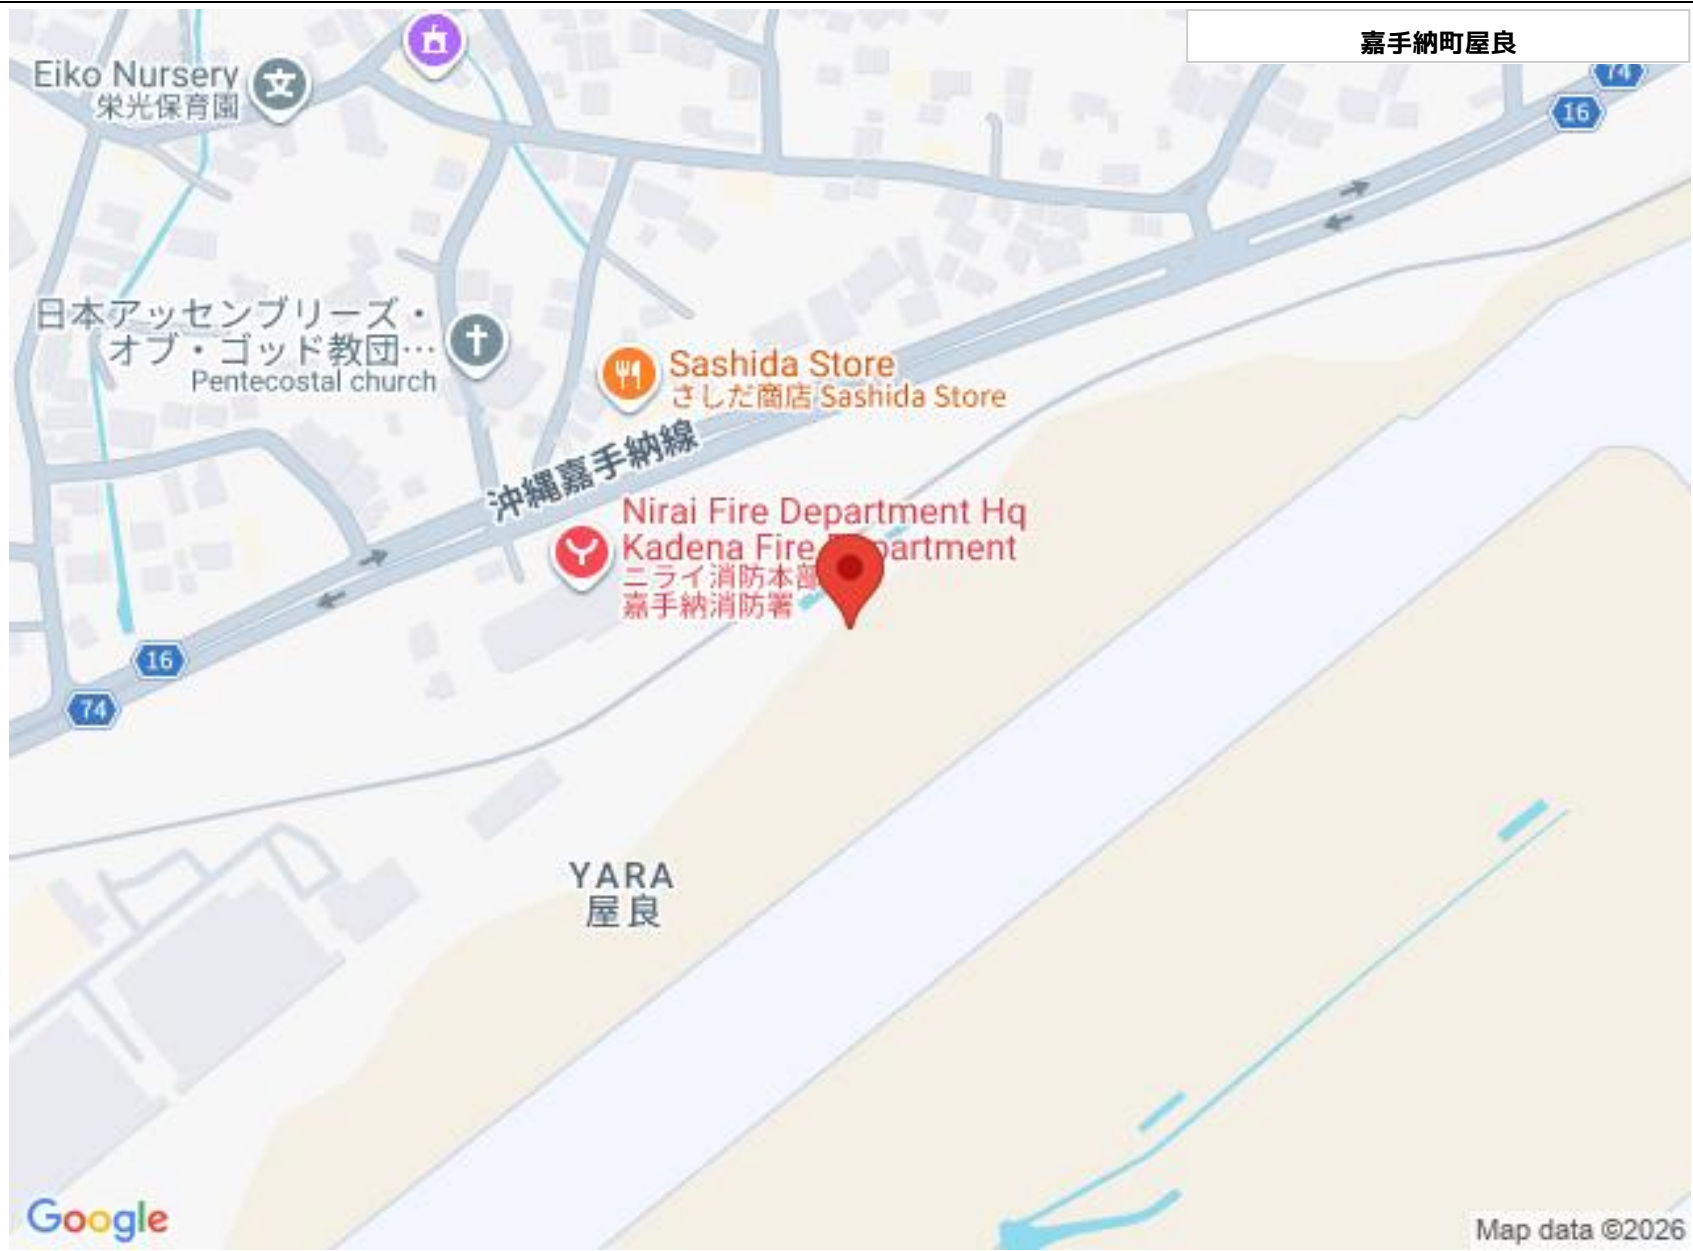 嘉手納町屋良
74
16
Eiko Nursery
栄光保育園
日本アッセンブリーズ・
オブ・ゴッド教団…
Pentecostal church
Sashida Store
さしだ商店 Sashida Store
沖縄嘉手納線
Nirai Fire Department Hq
Kadena Fire Department
ニライ消防本部
嘉手納消防署
16
74
YARA
屋良
Google
Map data ©2026